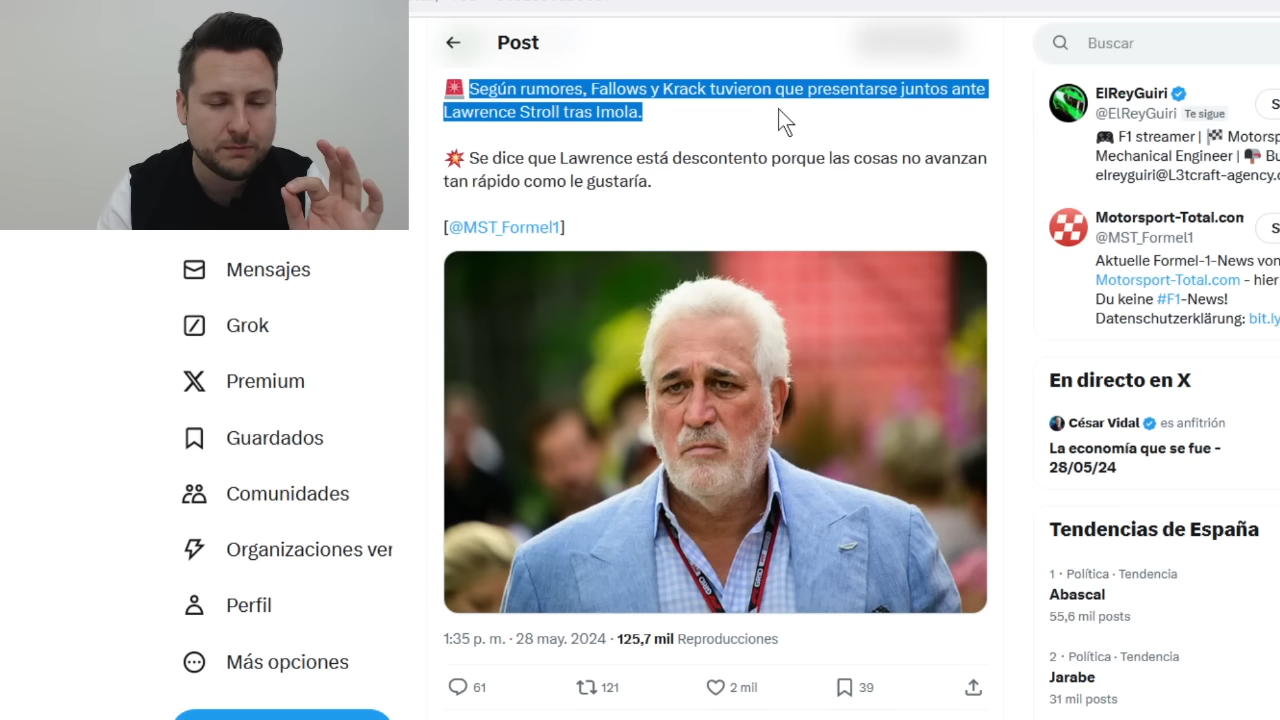 Post
Buscar
🚨 Según rumores, Fallows y Krack tuvieron que presentarse juntos ante
Lawrence Stroll tras Imola.
💥 Se dice que Lawrence está descontento porque las cosas no avanzan
tan rápido como le gustaría.
[@MST_Formel1]
GRID
GRID
1:35 p. m. · 28 may. 2024 · 125,7 mil Reproducciones
61
121
2 mil
39
Mensajes
Grok
Premium
Guardados
Comunidades
Organizaciones ver
Perfil
Más opciones
ElReyGuiri
@ElReyGuiri Te sigue
S
🎮 F1 streamer | 🏁 Motorsp
Mechanical Engineer | 📭 Bu
elreyguiri@L3tcraft-agency.c
Motorsport-Total.con
@MST_Formel1
S
Aktuelle Formel-1-News von
Motorsport-Total.com - hier
Du keine #F1-News!
Datenschutzerklärung: bit.ly
En directo en X
César Vidal es anfitrión
La economía que se fue -
28/05/24
Tendencias de España
1 · Política · Tendencia
Abascal
55,6 mil posts
2 · Política · Tendencia
Jarabe
31 mil posts